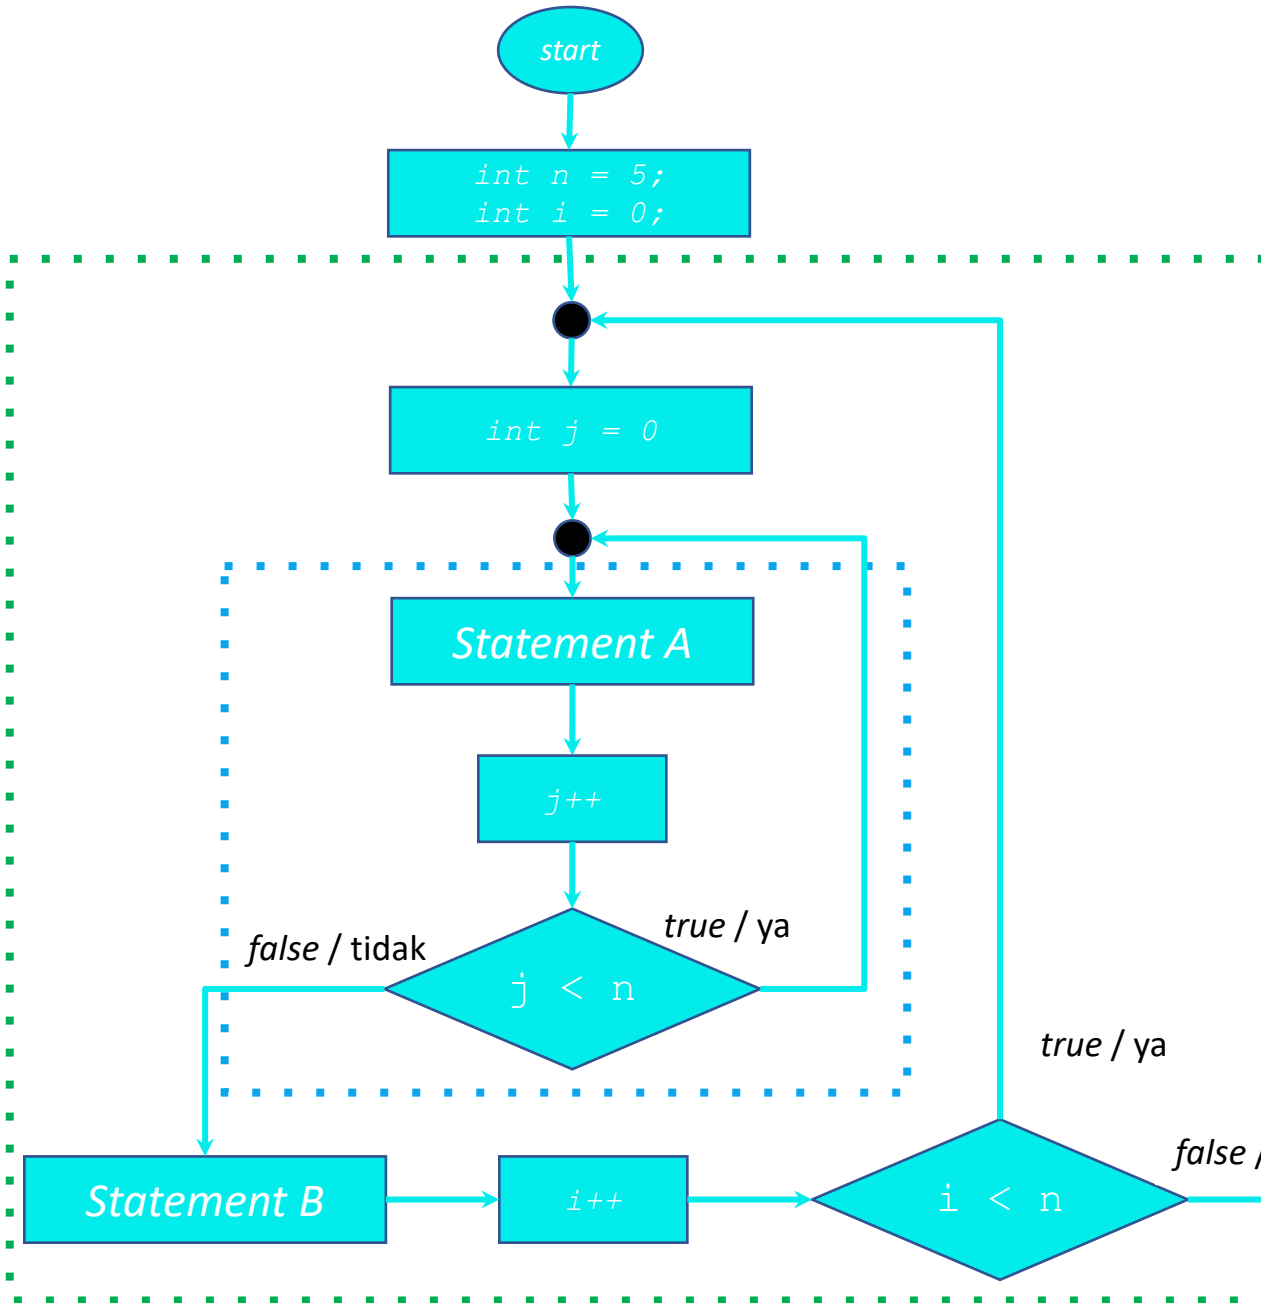 start
int n = 5;
int i = 0;
int j = 0
Statement A
j++
true / ya
false / tidak
j < n
true / ya
false /
Statement B
i++
i < n